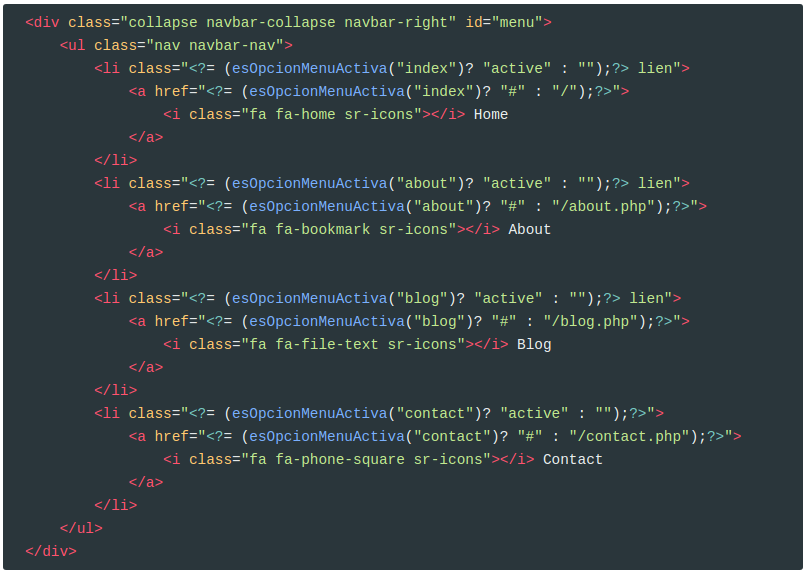 <div class="collapse navbar-collapse navbar-right" id="menu">
    <ul class="nav navbar-nav">
        <li class="<?= (esOpcionMenuActiva("index")? "active" : "");?> lien">
            <a href="<?= (esOpcionMenuActiva("index")? "#" : "/");?>">
                <i class="fa fa-home sr-icons"></i> Home
            </a>
        </li>
        <li class="<?= (esOpcionMenuActiva("about")? "active" : "");?> lien">
            <a href="<?= (esOpcionMenuActiva("about")? "#" : "/about.php");?>">
                <i class="fa fa-bookmark sr-icons"></i> About
            </a>
        </li>
        <li class="<?= (esOpcionMenuActiva("blog")? "active" : "");?> lien">
            <a href="<?= (esOpcionMenuActiva("blog")? "#" : "/blog.php");?>">
                <i class="fa fa-file-text sr-icons"></i> Blog
            </a>
        </li>
        <li class="<?= (esOpcionMenuActiva("contact")? "active" : "");?>">
            <a href="<?= (esOpcionMenuActiva("contact")? "#" : "/contact.php");?>">
                <i class="fa fa-phone-square sr-icons"></i> Contact
            </a>
        </li>
    </ul>
</div>